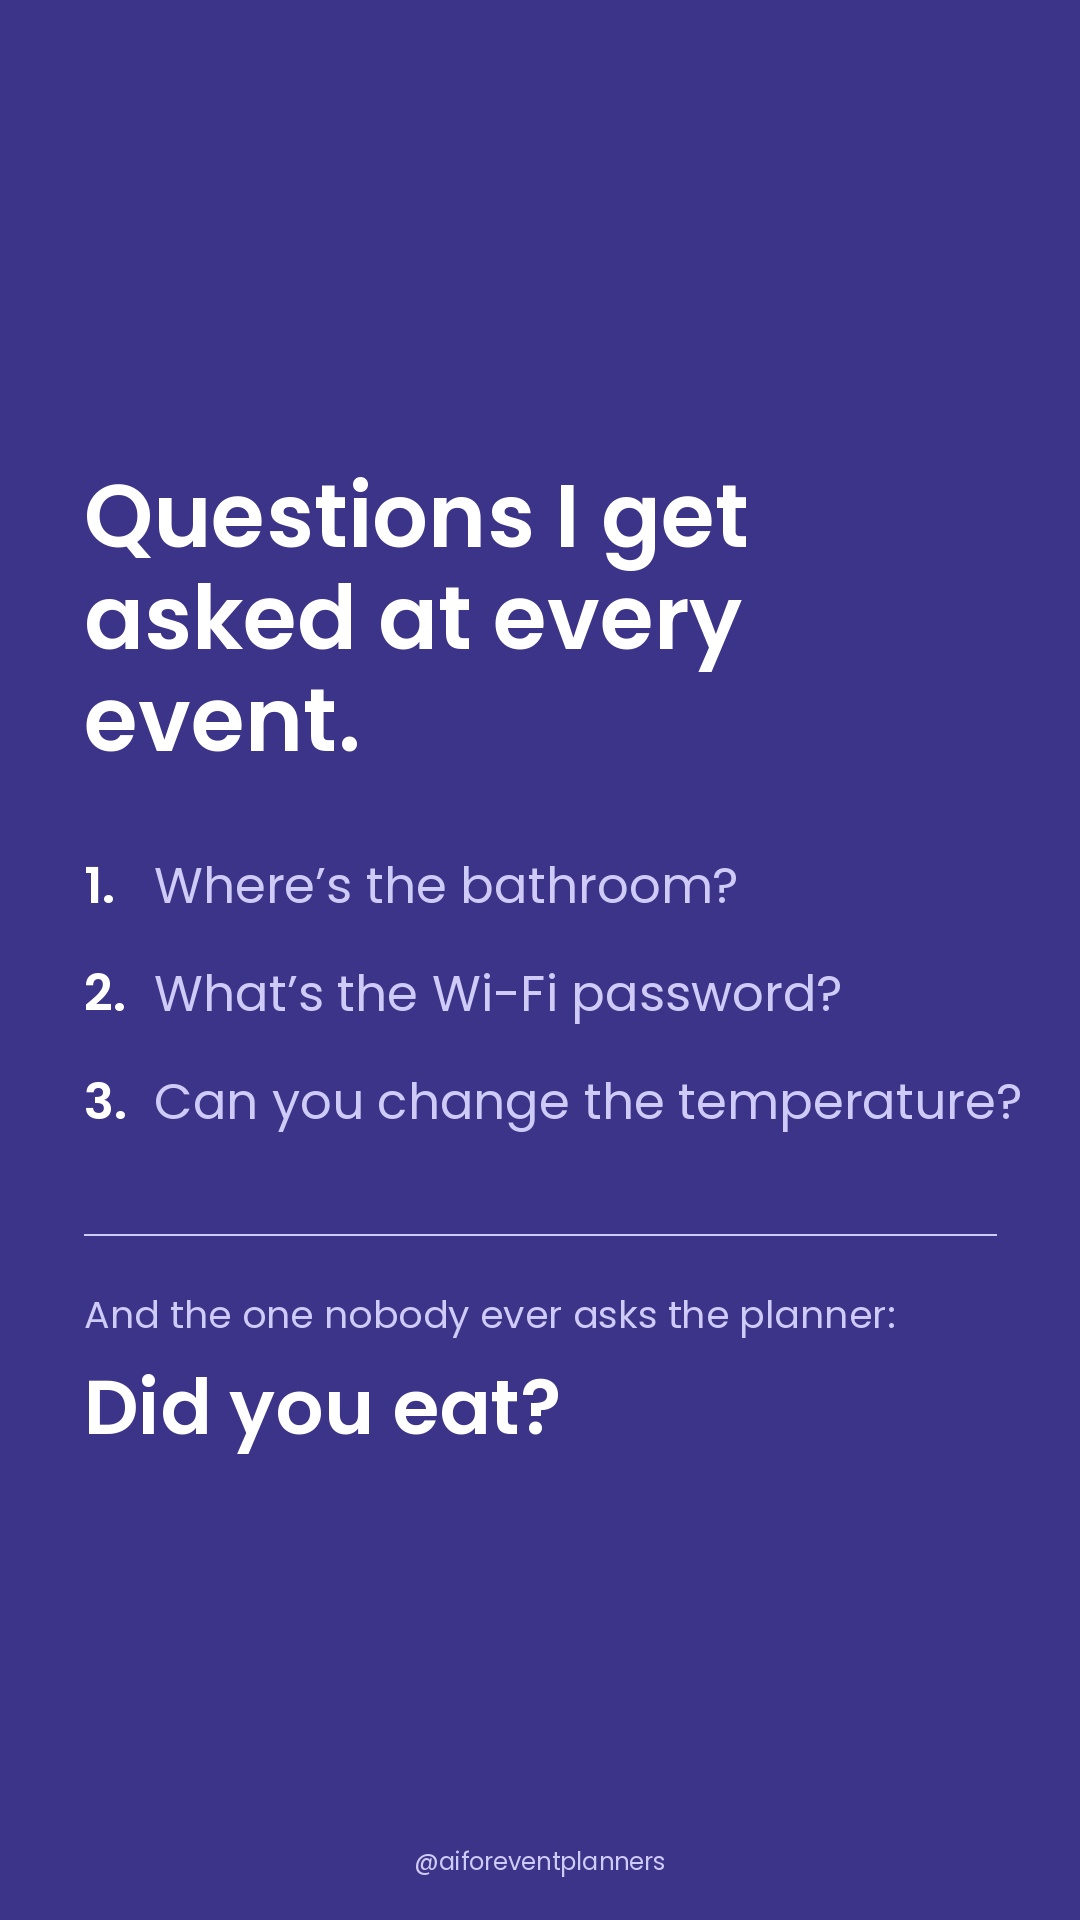 Questions I get
asked at every
event.
1. Where’s the bathroom?
2. What’s the Wi-Fi password?
3. Can you change the temperature?
And the one nobody ever asks the planner:
Did you eat?
@aiforeventplanners